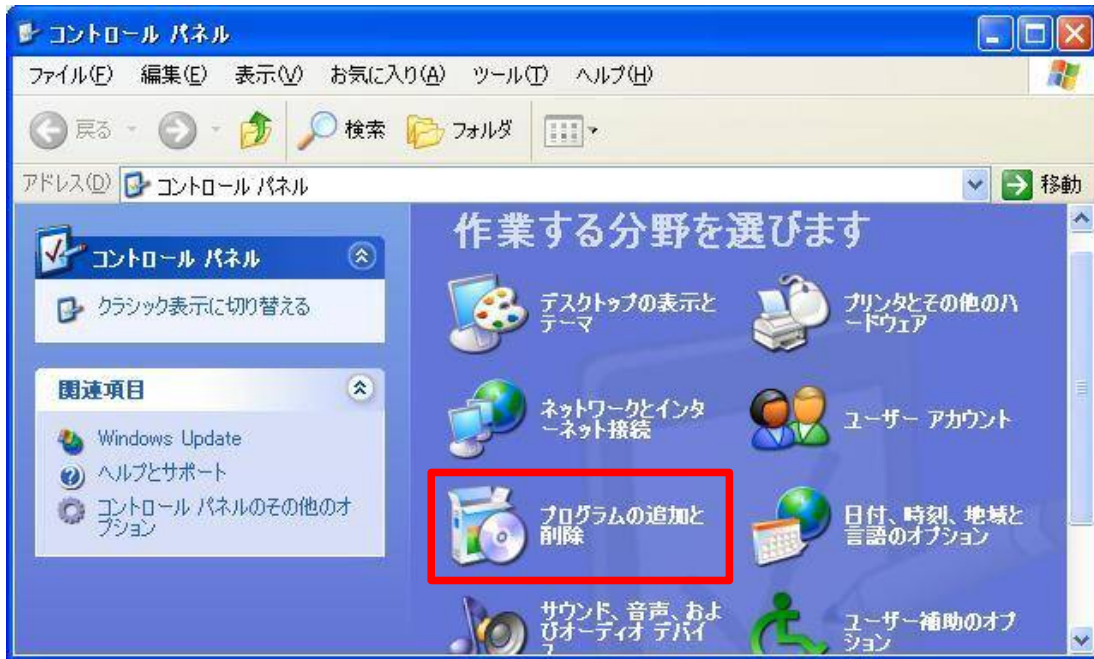 コントロール パネル
ファイル(F) 編集(E) 表示(V) お気に入り(A) ツール(T) ヘルプ(H)
戻る 検索 フォルダ
アドレス(D) コントロール パネル 移動
コントロール パネル
クラシック表示に切り替える
関連項目
Windows Update
ヘルプとサポート
コントロール パネルのその他のオ
プション
作業する分野を選びます
デスクトップの表示と
テーマ
プリンタとその他のハ
ードウェア
ネットワークとインタ
ーネット接続
ユーザー アカウント
プログラムの追加と
削除
日付、時刻、地域と
言語のオプション
サウンド、音声、およ
びオーディオ デバイ
ユーザー補助のオプ
ション